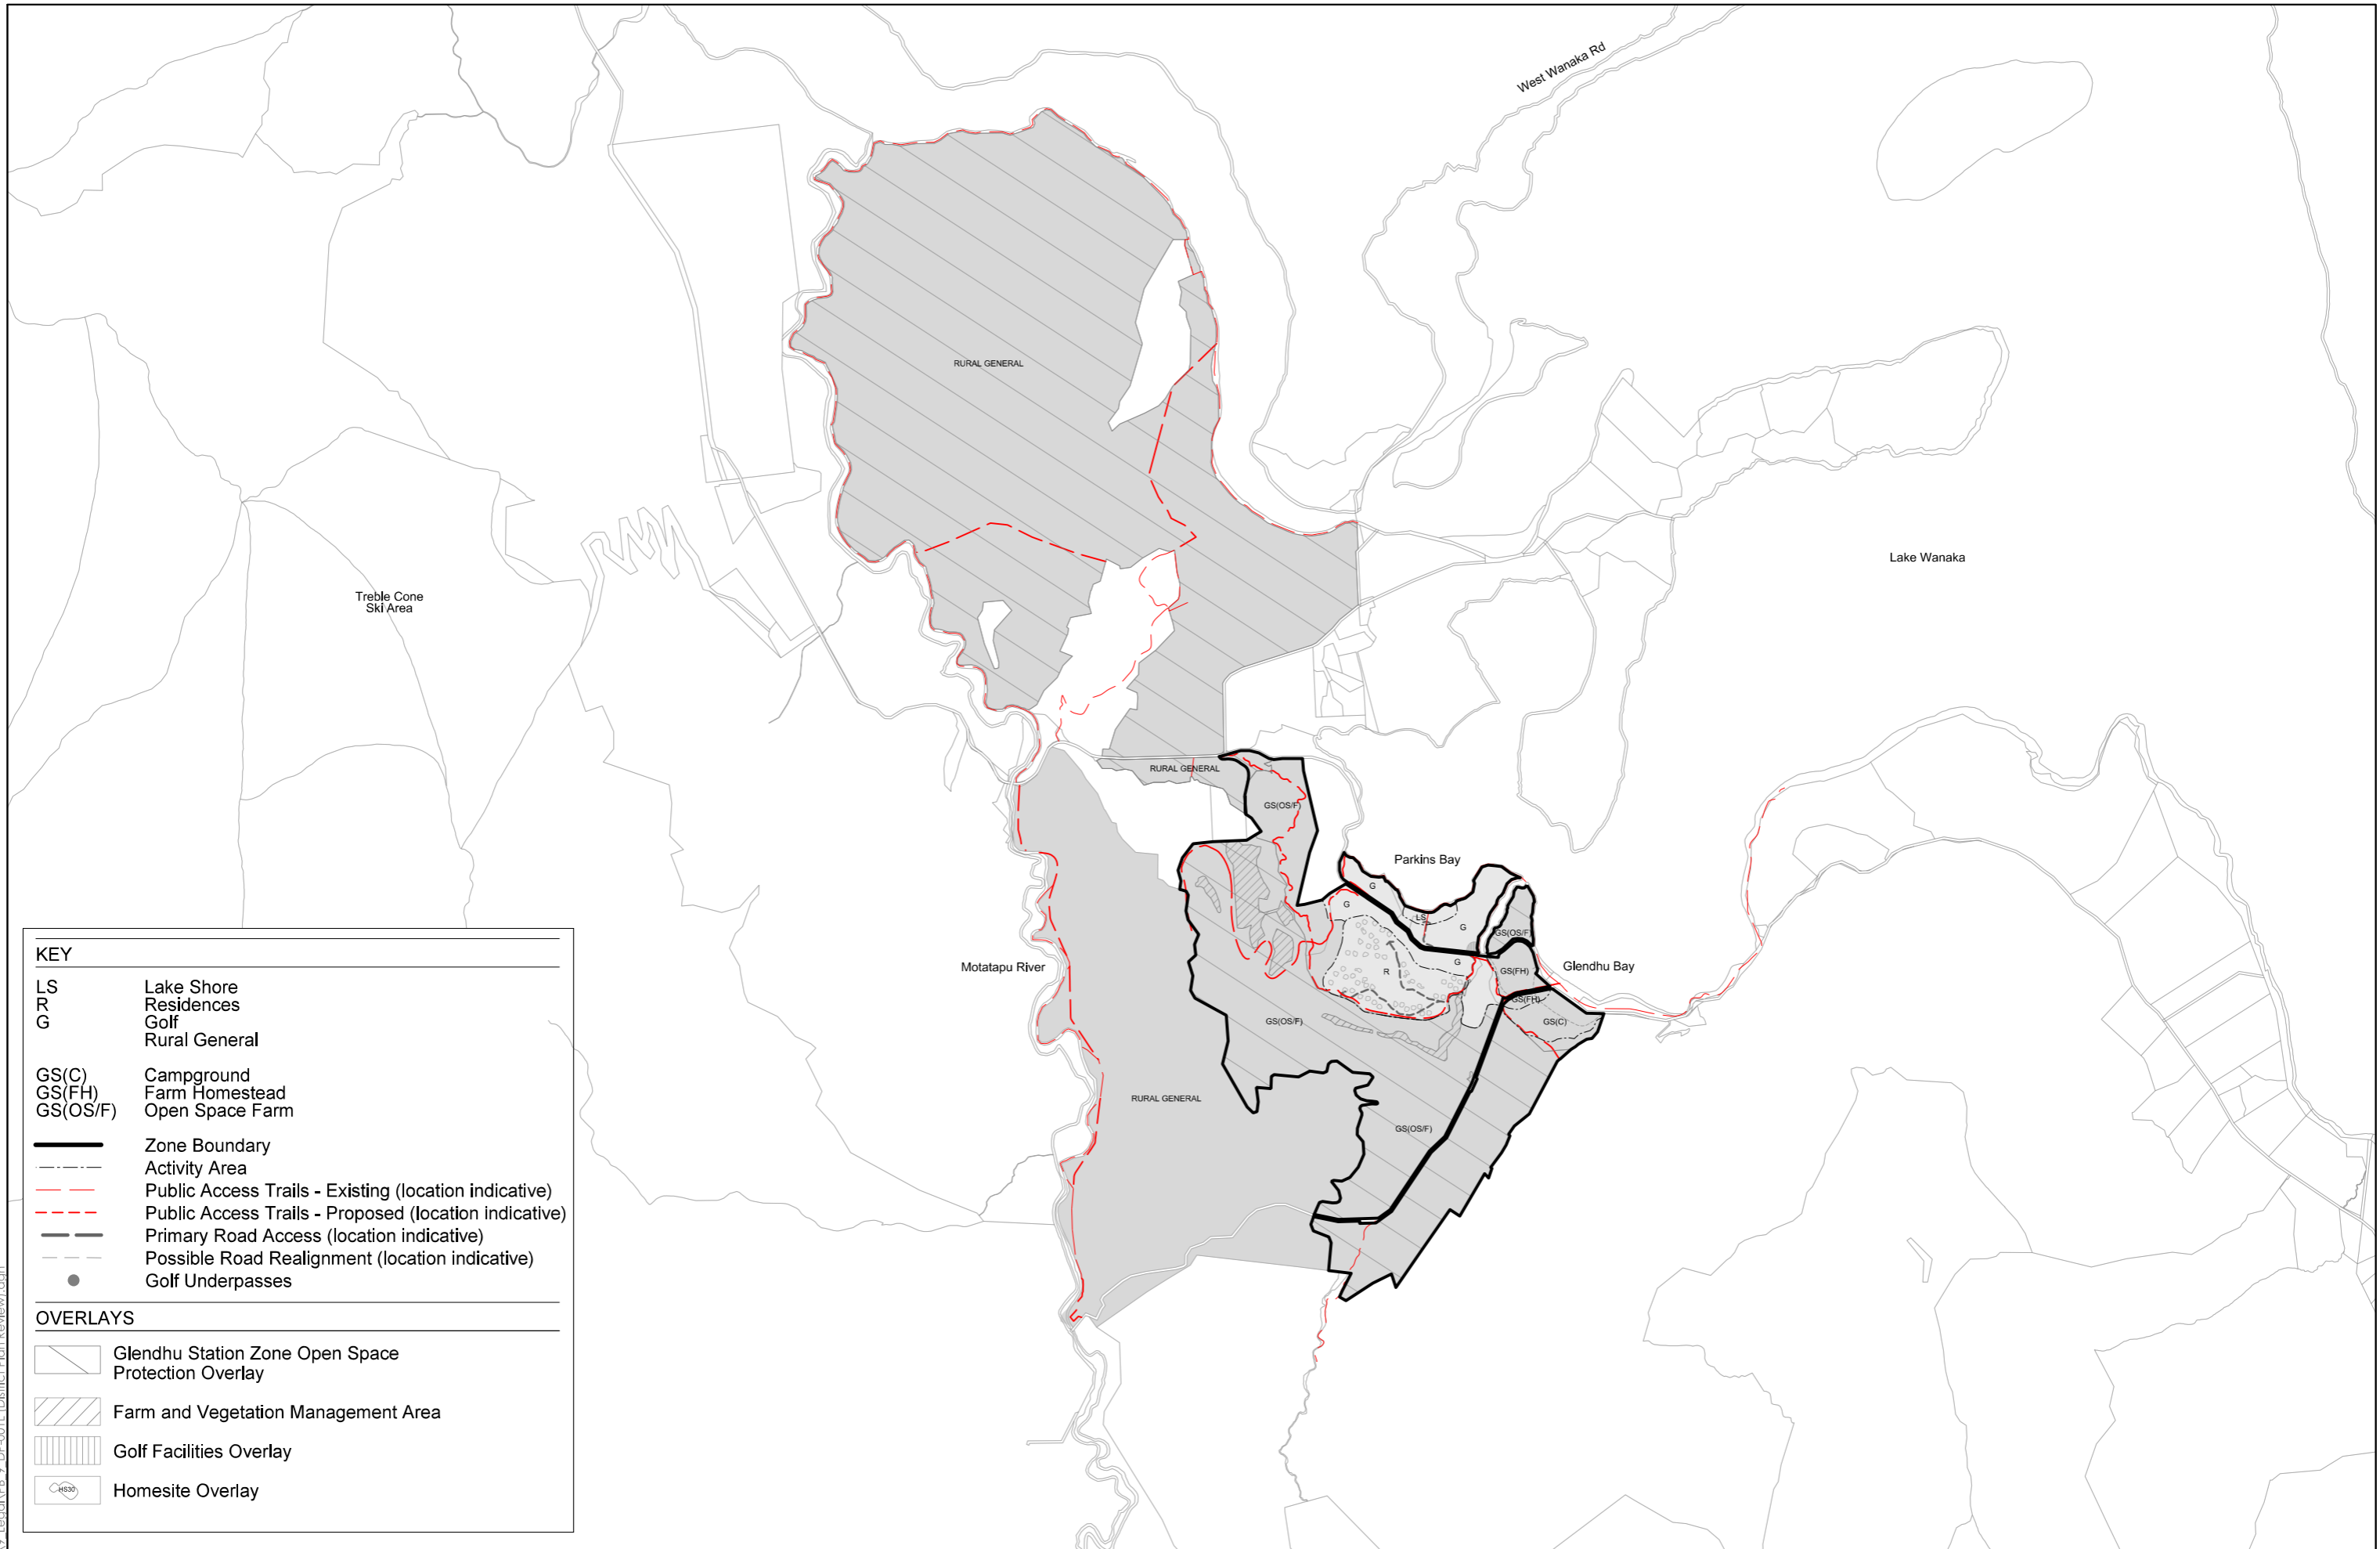 West Wanaka Rd
RURAL GENERAL
Lake Wanaka
Treble Cone
Ski Area
RURAL GENERAL
GS(OS/F)
Parkins Bay
G
G
LS
G
GS(OS/F)
G
Motatapu River
R
GS(FH)
Glendhu Bay
GS(FH)
GS(OS/F)
GS(C)
RURAL GENERAL
GS(OS/F)
KEY
LS Lake Shore
R Residences
G Golf
Rural General
GS(C) Campground
GS(FH) Farm Homestead
GS(OS/F) Open Space Farm
Zone Boundary
Activity Area
Public Access Trails - Existing (location indicative)
Public Access Trails - Proposed (location indicative)
Primary Road Access (location indicative)
Possible Road Realignment (location indicative)
Golf Underpasses
OVERLAYS
Glendhu Station Zone Open Space
Protection Overlay
Farm and Vegetation Management Area
Golf Facilities Overlay
HS30
Homesite Overlay